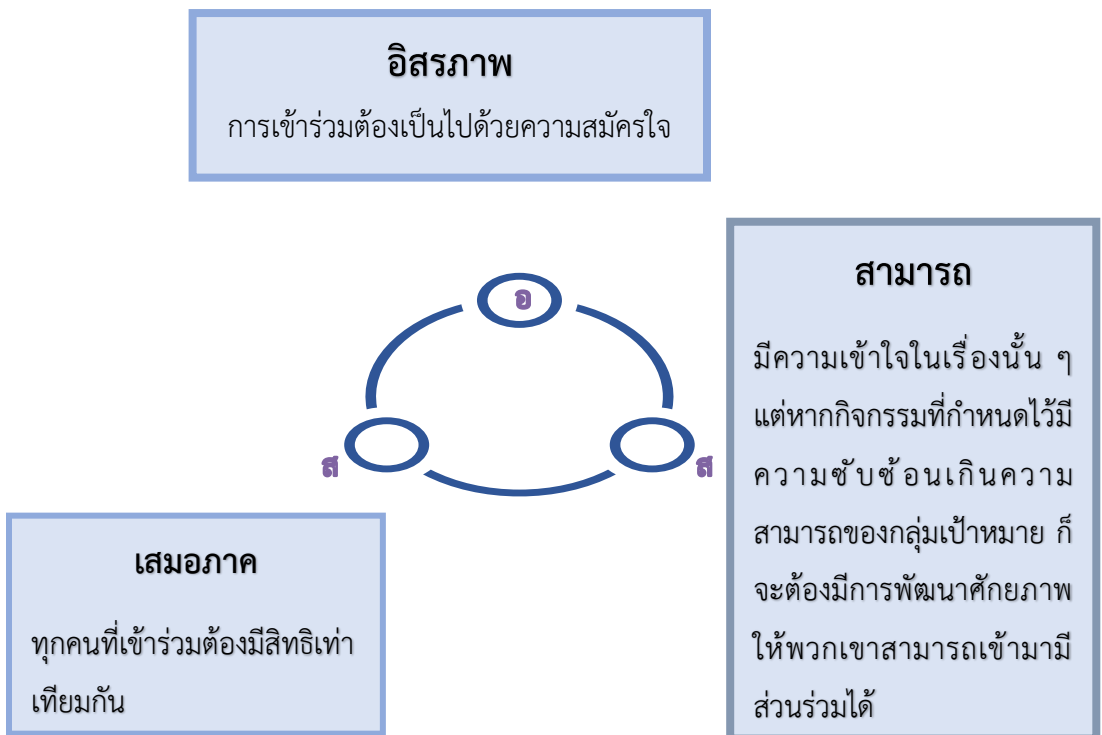 อิสรภาพ
การเข้าร่วมต้องเป็นไปด้วยความสมัครใจ
อ
ส
ส
สามารถ
มีความเข้าใจในเรื่องนั้น ๆ
แต่หากกิจกรรมที่กำหนดไว้มี
ความซับซ้อนเกินความ
สามารถของกลุ่มเป้าหมาย ก็
จะต้องมีการพัฒนาศักยภาพ
ให้พวกเขาสามารถเข้ามามี
ส่วนร่วมได้
เสมอภาค
ทุกคนที่เข้าร่วมต้องมีสิทธิเท่า
เทียมกัน